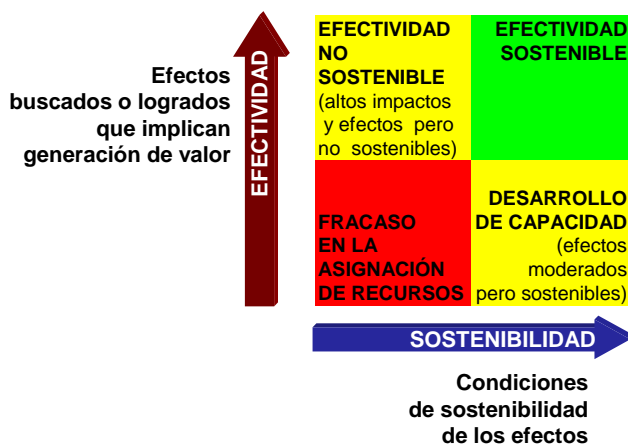 Efectos
buscados o logrados
que implican
generación de valor
EFECTIVIDAD
EFECTIVIDAD
NO
SOSTENIBLE
(altos impactos
y efectos pero
no sostenibles)
EFECTIVIDAD
SOSTENIBLE
FRACASO
EN LA
ASIGNACIÓN
DE RECURSOS
DESARROLLO
DE CAPACIDAD
(efectos
moderados
pero sostenibles)
SOSTENIBILIDAD
Condiciones
de sostenibilidad
de los efectos